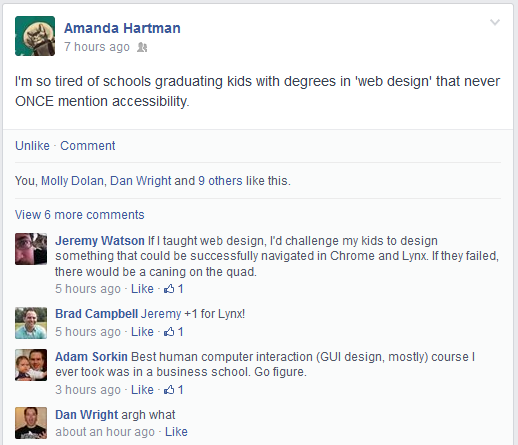 Amanda Hartman
7 hours ago
I'm so tired of schools graduating kids with degrees in 'web design' that never
ONCE mention accessibility.
Unlike · Comment
You, Molly Dolan, Dan Wright and 9 others like this.
View 6 more comments
Jeremy Watson If I taught web design, I'd challenge my kids to design
something that could be successfully navigated in Chrome and Lynx. If they failed,
there would be a caning on the quad.
5 hours ago · Like · 1
Brad Campbell Jeremy +1 for Lynx!
5 hours ago · Like · 1
Adam Sorkin Best human computer interaction (GUI design, mostly) course I
ever took was in a business school. Go figure.
3 hours ago · Like · 1
Dan Wright argh what
about an hour ago · Like